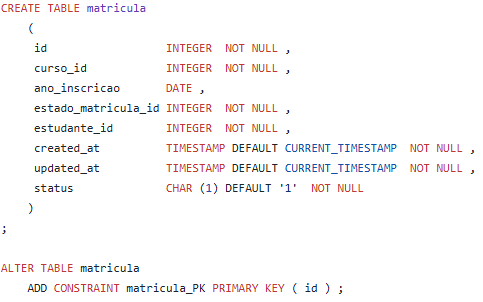 CREATE TABLE matricula
(
id INTEGER NOT NULL ,
curso_id INTEGER NOT NULL ,
ano_inscricao DATE ,
estado_matricula_id INTEGER NOT NULL ,
estudante_id INTEGER NOT NULL ,
created_at TIMESTAMP DEFAULT CURRENT_TIMESTAMP NOT NULL ,
updated_at TIMESTAMP DEFAULT CURRENT_TIMESTAMP NOT NULL ,
status CHAR (1) DEFAULT '1' NOT NULL
)
;
ALTER TABLE matricula
ADD CONSTRAINT matricula_PK PRIMARY KEY ( id ) ;